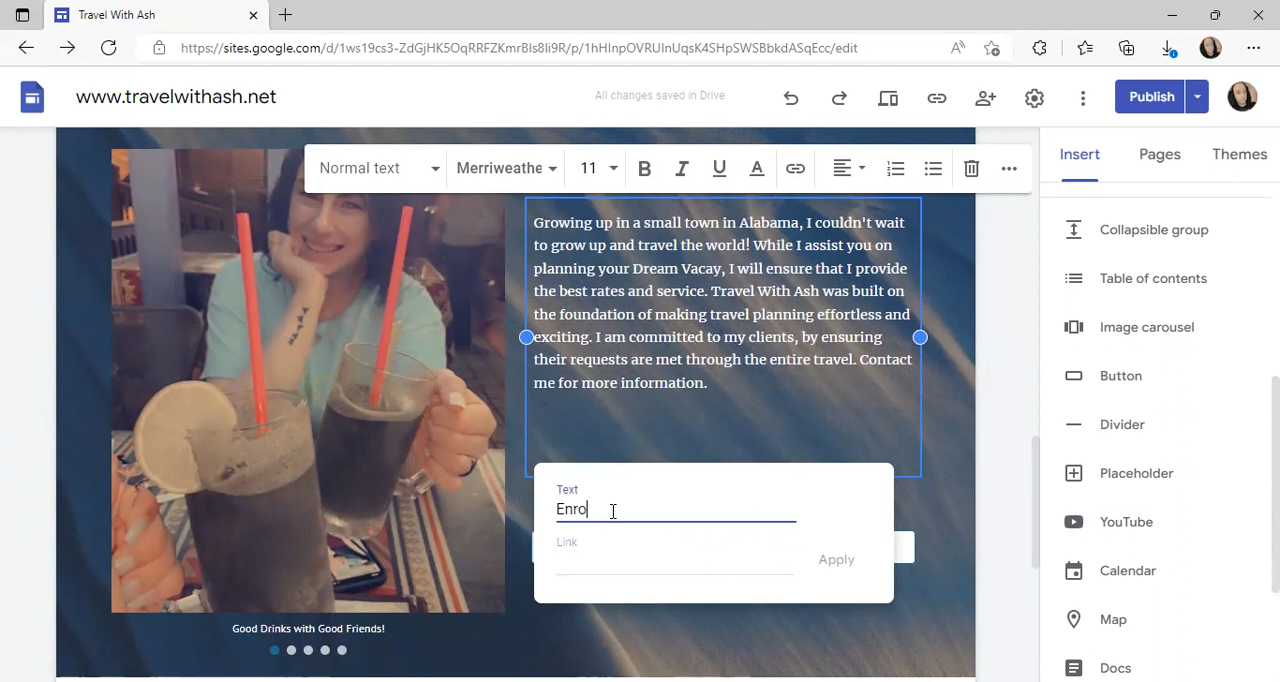 Travel With Ash
https://sites.google.com/d/1ws19cs3-ZdGjHK5OqRRFZKmrBls8li9R/p/1hHInpOVRUInUqsK4SHpSWSBbkdASqEcc/edit
www.travelwithash.net
All changes saved in Drive
Publish
Normal text
Merriweathe
11
Insert
Pages
Themes
Growing up in a small town in Alabama, I couldn't wait
to grow up and travel the world! While I assist you on
planning your Dream Vacay, I will ensure that I provide
the best rates and service. Travel With Ash was built on
the foundation of making travel planning effortless and
exciting. I am committed to my clients, by ensuring
their requests are met through the entire travel. Contact
me for more information.
Text
Enro
Link
Apply
Good Drinks with Good Friends!
Collapsible group
Table of contents
Image carousel
Button
Divider
Placeholder
YouTube
Calendar
Map
Docs